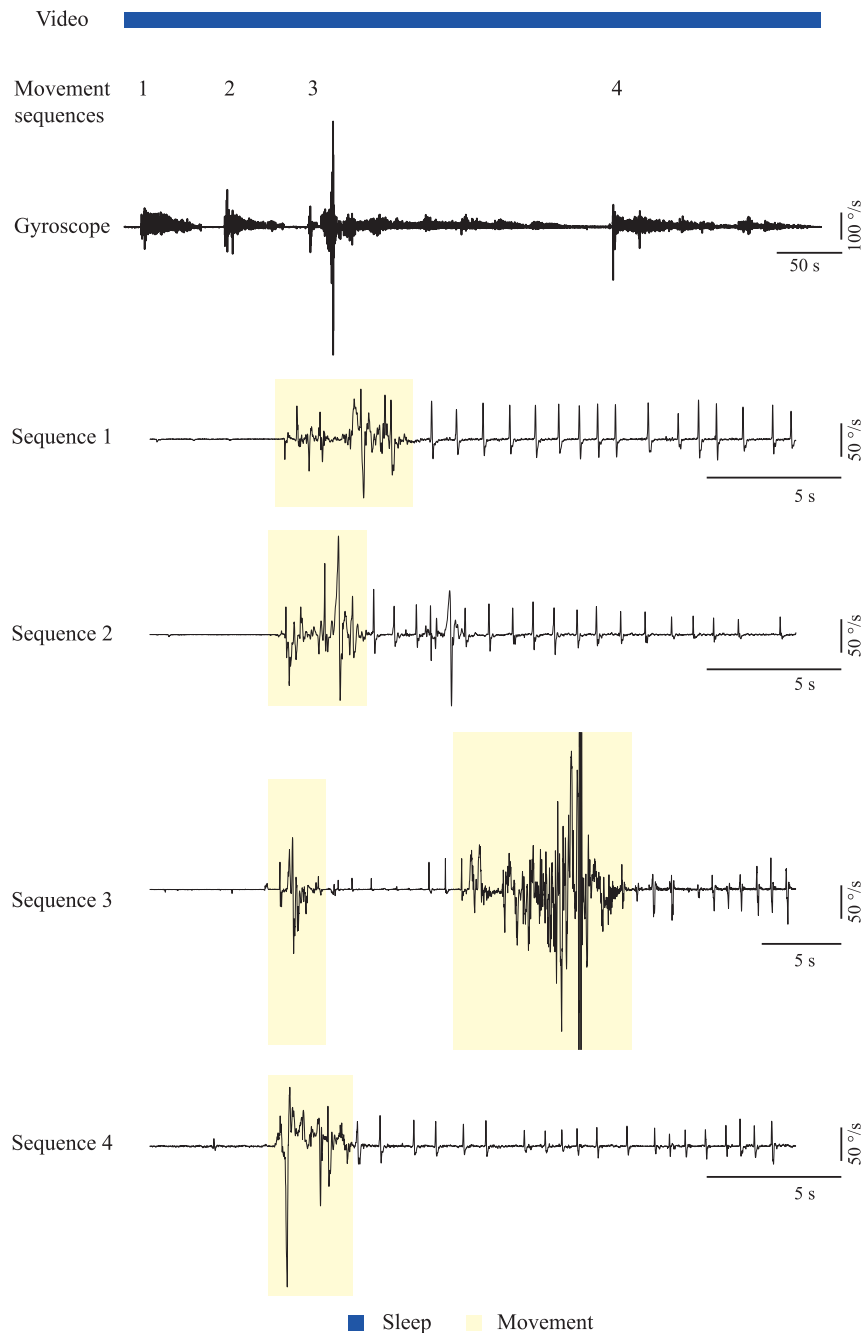 Video
Movement
sequences
1 2 3 4
Gyroscope
100 °/s
50 s
Sequence 1
50 °/s
5 s
Sequence 2
50 °/s
5 s
Sequence 3
50 °/s
5 s
Sequence 4
50 °/s
5 s
Sleep Movement